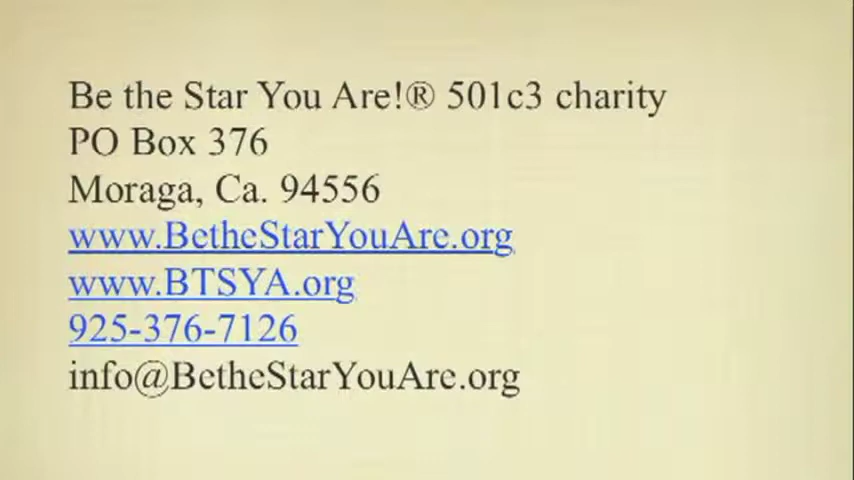 Be the Star You Are!® 501c3 charity
PO Box 376
Moraga, Ca. 94556
www.BetheStarYouAre.org
www.BTSYA.org
925-376-7126
info@BetheStarYouAre.org